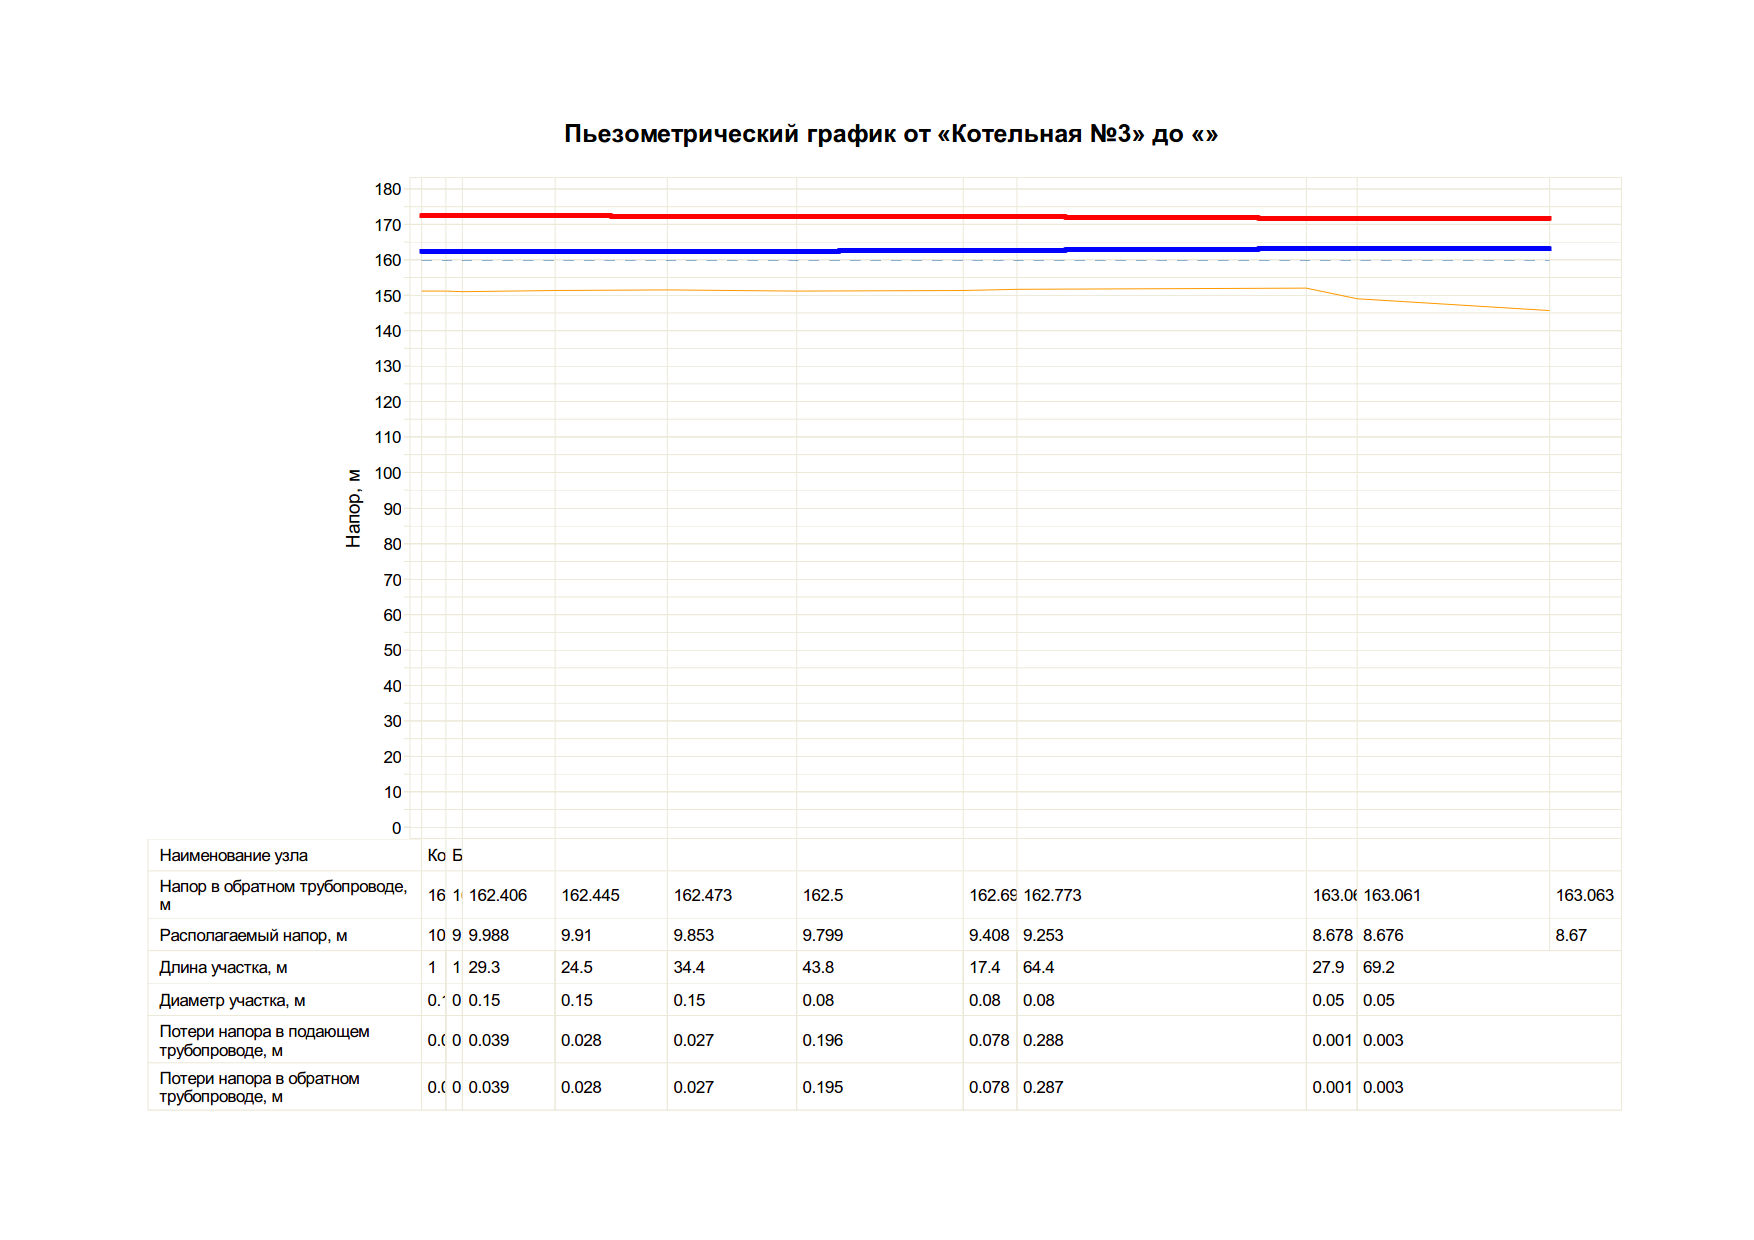 Пьезометрический график от «Котельная №3» до «»
180
170
160
150
140
130
120
110
100
90
80
70
60
50
40
30
20
10
0
Напор, м
Наименование узла Ко Б
Напор в обратном трубопроводе, м 16 1 162.406 162.445 162.473 162.5 162.69 162.773 163.06 163.061 163.063
Располагаемый напор, м 10 9 9.988 9.91 9.853 9.799 9.408 9.253 8.678 8.676 8.67
Длина участка, м 1 1 29.3 24.5 34.4 43.8 17.4 64.4 27.9 69.2
Диаметр участка, м 0.1 0 0.15 0.15 0.15 0.08 0.08 0.08 0.05 0.05
Потери напора в подающем трубопроводе, м 0.0 0 0.039 0.028 0.027 0.196 0.078 0.288 0.001 0.003
Потери напора в обратном трубопроводе, м 0.0 0 0.039 0.028 0.027 0.195 0.078 0.287 0.001 0.003